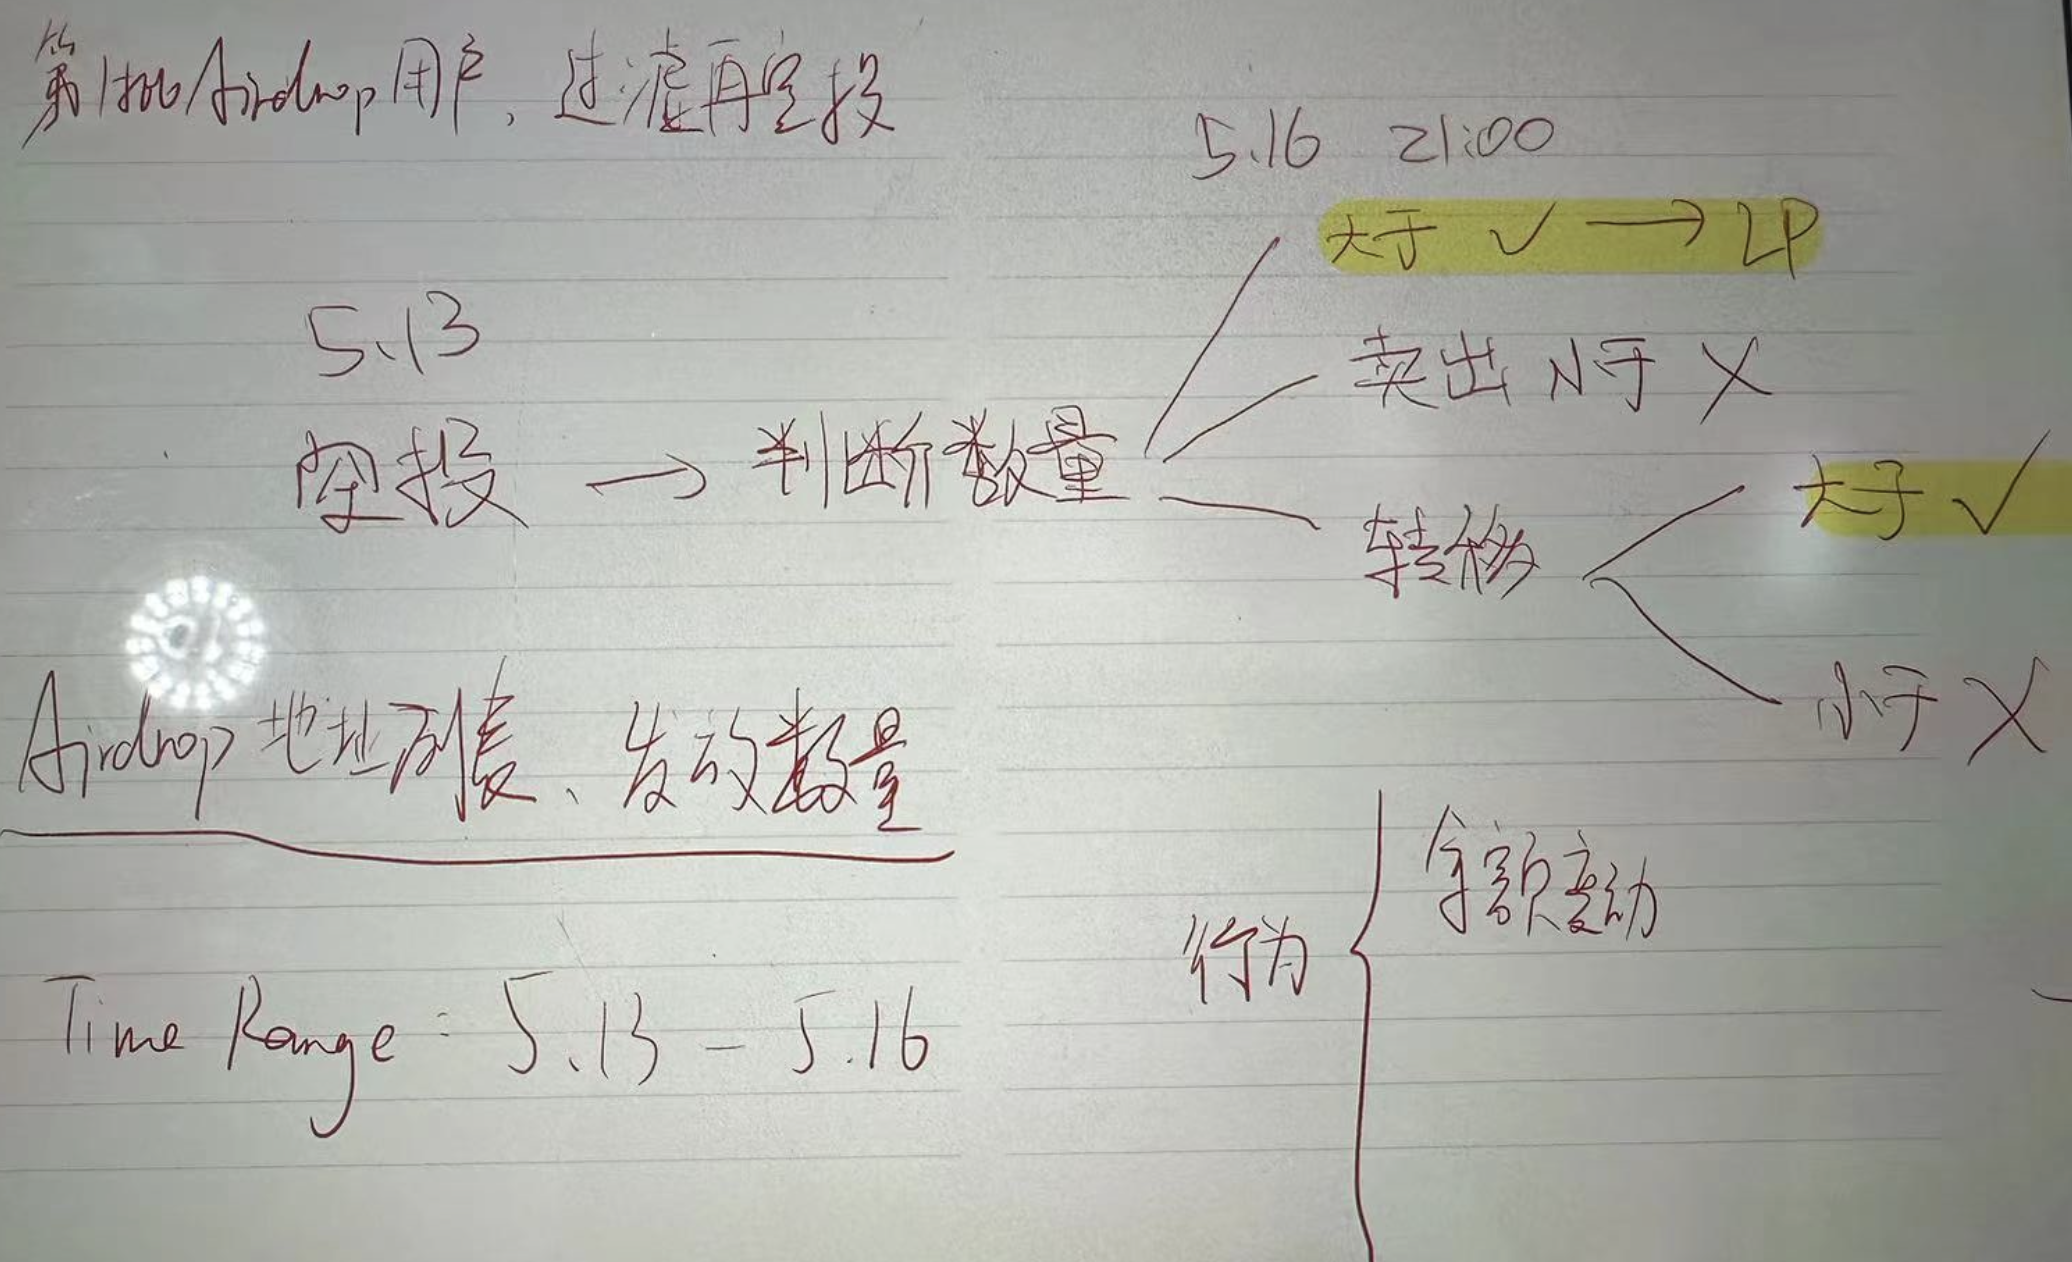 第1批Airdrop用户，过滤再空投
5.16 21:00
大于 ✓ → LP
5.13
卖出 小于 X
空投 → 判断数量
大于 ✓
转移
小于 X
Airdrop 地址列表、发放数量
余额变动
行为
Time Range: 5.13 - 5.16